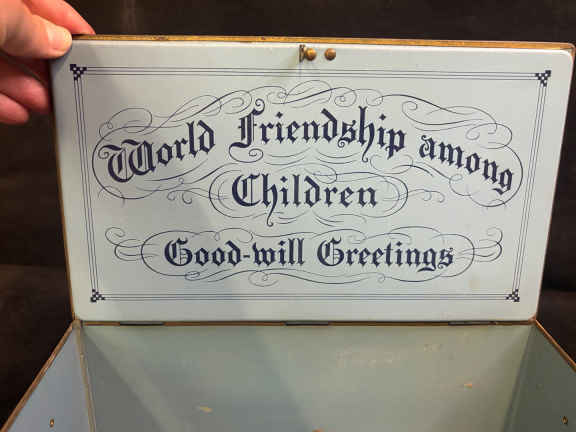 World Friendship among
Children
Good-will Greetings